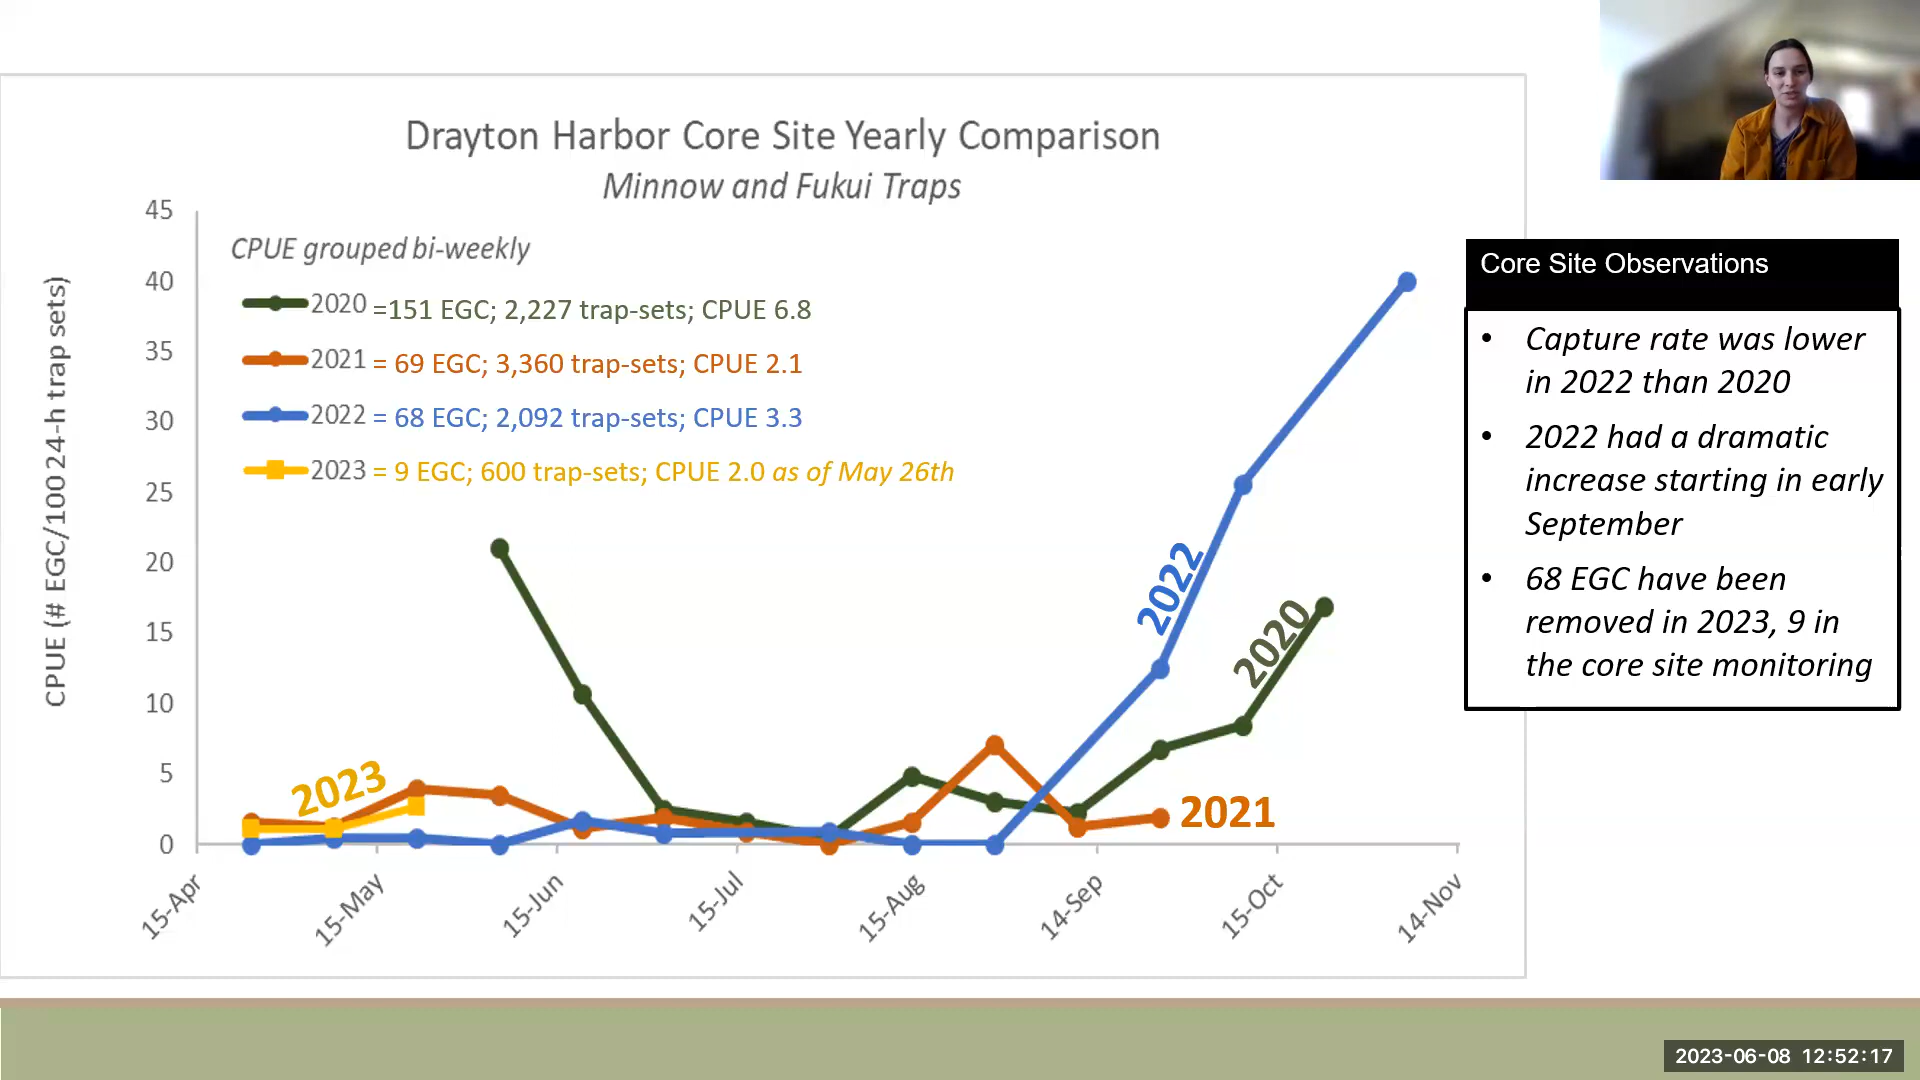 Drayton Harbor Core Site Yearly Comparison
Minnow and Fukui Traps
CPUE (# EGC/100 24-h trap sets)
45
40
35
30
25
20
15
10
5
0
CPUE grouped bi-weekly
2020 =151 EGC; 2,227 trap-sets; CPUE 6.8
2021 = 69 EGC; 3,360 trap-sets; CPUE 2.1
2022 = 68 EGC; 2,092 trap-sets; CPUE 3.3
2023 = 9 EGC; 600 trap-sets; CPUE 2.0 as of May 26th
2023
2022
2020
2021
15-Apr
15-May
15-Jun
15-Jul
15-Aug
14-Sep
15-Oct
14-Nov
Core Site Observations
• Capture rate was lower
in 2022 than 2020
• 2022 had a dramatic
increase starting in early
September
• 68 EGC have been
removed in 2023, 9 in
the core site monitoring
2023-06-08 12:52:17